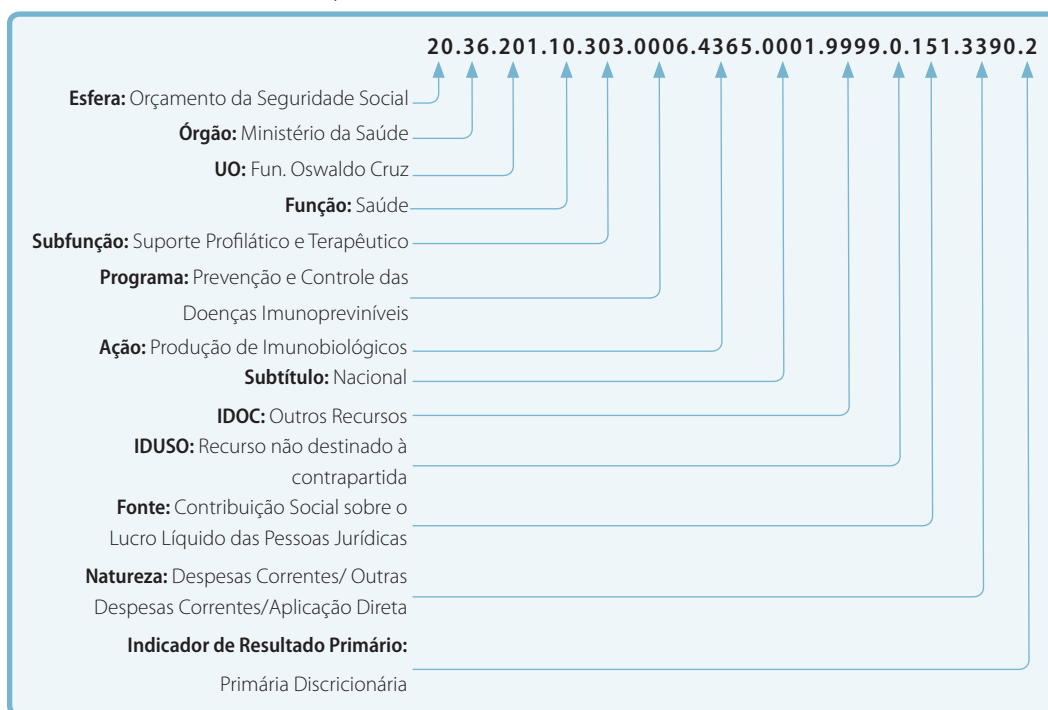 20.36.201.10.303.0006.4365.0001.9999.0.151.3390.2
Esfera: Orçamento da Seguridade Social
Órgão: Ministério da Saúde
UO: Fun. Oswaldo Cruz
Função: Saúde
Subfunção: Suporte Profilático e Terapêutico
Programa: Prevenção e Controle das
Doenças Imunopreviníveis
Ação: Produção de Imunobiológicos
Subtítulo: Nacional
IDOC: Outros Recursos
IDUSO: Recurso não destinado à
contrapartida
Fonte: Contribuição Social sobre o
Lucro Líquido das Pessoas Jurídicas
Natureza: Despesas Correntes/ Outras
Despesas Correntes/Aplicação Direta
Indicador de Resultado Primário:
Primária Discricionária